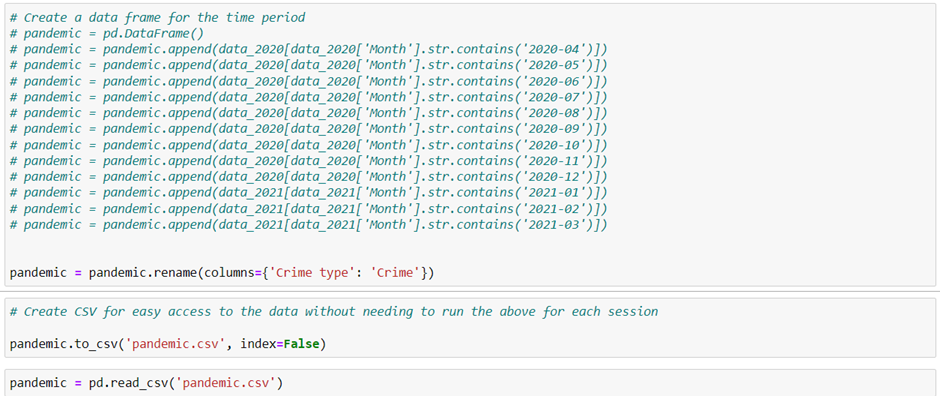 # Create a data frame for the time period
# pandemic = pd.DataFrame()
# pandemic = pandemic.append(data_2020[data_2020['Month'].str.contains('2020-04')])
# pandemic = pandemic.append(data_2020[data_2020['Month'].str.contains('2020-05')])
# pandemic = pandemic.append(data_2020[data_2020['Month'].str.contains('2020-06')])
# pandemic = pandemic.append(data_2020[data_2020['Month'].str.contains('2020-07')])
# pandemic = pandemic.append(data_2020[data_2020['Month'].str.contains('2020-08')])
# pandemic = pandemic.append(data_2020[data_2020['Month'].str.contains('2020-09')])
# pandemic = pandemic.append(data_2020[data_2020['Month'].str.contains('2020-10')])
# pandemic = pandemic.append(data_2020[data_2020['Month'].str.contains('2020-11')])
# pandemic = pandemic.append(data_2020[data_2020['Month'].str.contains('2020-12')])
# pandemic = pandemic.append(data_2021[data_2021['Month'].str.contains('2021-01')])
# pandemic = pandemic.append(data_2021[data_2021['Month'].str.contains('2021-02')])
# pandemic = pandemic.append(data_2021[data_2021['Month'].str.contains('2021-03')])
pandemic = pandemic.rename(columns={'Crime type': 'Crime'})
# Create CSV for easy access to the data without needing to run the above for each session
pandemic.to_csv('pandemic.csv', index=False)
pandemic = pd.read_csv('pandemic.csv')